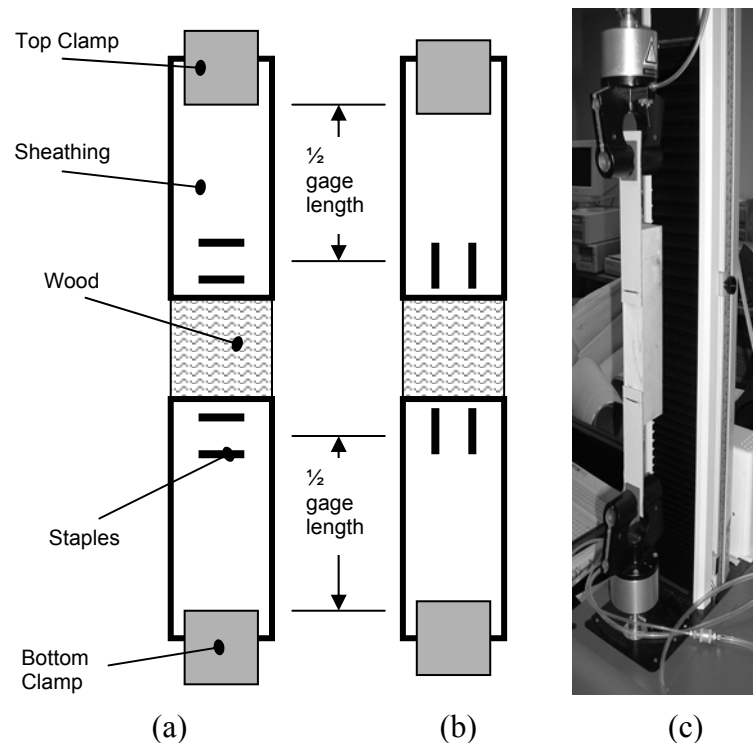 Top Clamp
Sheathing
½
gage
length
Wood
½
gage
length
Staples
Bottom
Clamp
(a)
(b)
(c)